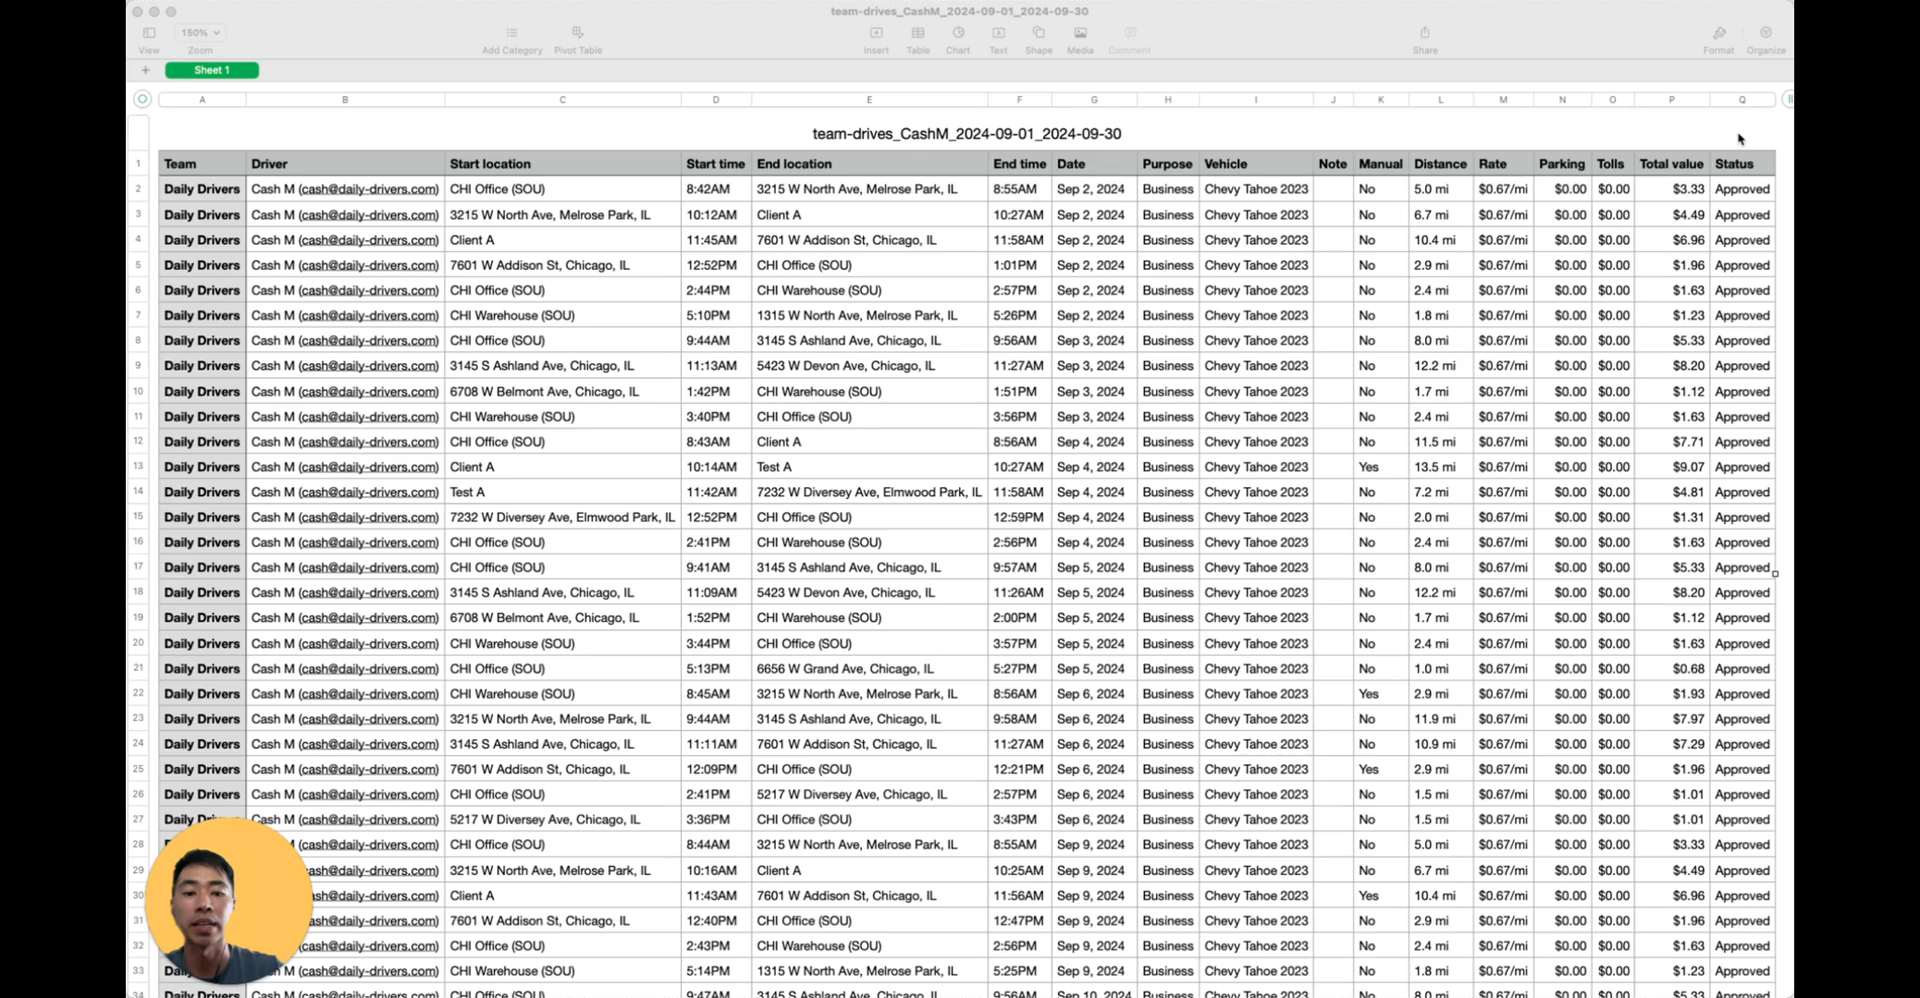 team-drives_CashM_2024-09-01_2024-09-30
150%
View Zoom Add Category Pivot Table Insert Table Chart Text Shape Media Comment Share Format Organize
+ Sheet 1
A B C D E F G H I J K L M N O P Q
team-drives_CashM_2024-09-01_2024-09-30
1 Team Driver Start location Start time End location End time Date Purpose Vehicle Note Manual Distance Rate Parking Tolls Total value Status
2 Daily Drivers Cash M (cash@daily-drivers.com) CHI Office (SOU) 8:42AM 3215 W North Ave, Melrose Park, IL 8:55AM Sep 2, 2024 Business Chevy Tahoe 2023 No 5.0 mi $0.67/mi $0.00 $0.00 $3.33 Approved
3 Daily Drivers Cash M (cash@daily-drivers.com) 3215 W North Ave, Melrose Park, IL 10:12AM Client A 10:27AM Sep 2, 2024 Business Chevy Tahoe 2023 No 6.7 mi $0.67/mi $0.00 $0.00 $4.49 Approved
4 Daily Drivers Cash M (cash@daily-drivers.com) Client A 11:45AM 7601 W Addison St, Chicago, IL 11:58AM Sep 2, 2024 Business Chevy Tahoe 2023 No 10.4 mi $0.67/mi $0.00 $0.00 $6.96 Approved
5 Daily Drivers Cash M (cash@daily-drivers.com) 7601 W Addison St, Chicago, IL 12:52PM CHI Office (SOU) 1:01PM Sep 2, 2024 Business Chevy Tahoe 2023 No 2.9 mi $0.67/mi $0.00 $0.00 $1.96 Approved
6 Daily Drivers Cash M (cash@daily-drivers.com) CHI Office (SOU) 2:44PM CHI Warehouse (SOU) 2:57PM Sep 2, 2024 Business Chevy Tahoe 2023 No 2.4 mi $0.67/mi $0.00 $0.00 $1.63 Approved
7 Daily Drivers Cash M (cash@daily-drivers.com) CHI Warehouse (SOU) 5:10PM 1315 W North Ave, Melrose Park, IL 5:26PM Sep 2, 2024 Business Chevy Tahoe 2023 No 1.8 mi $0.67/mi $0.00 $0.00 $1.23 Approved
8 Daily Drivers Cash M (cash@daily-drivers.com) CHI Office (SOU) 9:44AM 3145 S Ashland Ave, Chicago, IL 9:56AM Sep 3, 2024 Business Chevy Tahoe 2023 No 8.0 mi $0.67/mi $0.00 $0.00 $5.33 Approved
9 Daily Drivers Cash M (cash@daily-drivers.com) 3145 S Ashland Ave, Chicago, IL 11:13AM 5423 W Devon Ave, Chicago, IL 11:27AM Sep 3, 2024 Business Chevy Tahoe 2023 No 12.2 mi $0.67/mi $0.00 $0.00 $8.20 Approved
10 Daily Drivers Cash M (cash@daily-drivers.com) 6708 W Belmont Ave, Chicago, IL 1:42PM CHI Warehouse (SOU) 1:51PM Sep 3, 2024 Business Chevy Tahoe 2023 No 1.7 mi $0.67/mi $0.00 $0.00 $1.12 Approved
11 Daily Drivers Cash M (cash@daily-drivers.com) CHI Warehouse (SOU) 3:40PM CHI Office (SOU) 3:56PM Sep 3, 2024 Business Chevy Tahoe 2023 No 2.4 mi $0.67/mi $0.00 $0.00 $1.63 Approved
12 Daily Drivers Cash M (cash@daily-drivers.com) CHI Office (SOU) 8:43AM Client A 8:56AM Sep 4, 2024 Business Chevy Tahoe 2023 No 11.5 mi $0.67/mi $0.00 $0.00 $7.71 Approved
13 Daily Drivers Cash M (cash@daily-drivers.com) Client A 10:14AM Test A 10:27AM Sep 4, 2024 Business Chevy Tahoe 2023 Yes 13.5 mi $0.67/mi $0.00 $0.00 $9.07 Approved
14 Daily Drivers Cash M (cash@daily-drivers.com) Test A 11:42AM 7232 W Diversey Ave, Elmwood Park, IL 11:58AM Sep 4, 2024 Business Chevy Tahoe 2023 No 7.2 mi $0.67/mi $0.00 $0.00 $4.81 Approved
15 Daily Drivers Cash M (cash@daily-drivers.com) 7232 W Diversey Ave, Elmwood Park, IL 12:52PM CHI Office (SOU) 12:59PM Sep 4, 2024 Business Chevy Tahoe 2023 No 2.0 mi $0.67/mi $0.00 $0.00 $1.31 Approved
16 Daily Drivers Cash M (cash@daily-drivers.com) CHI Office (SOU) 2:41PM CHI Warehouse (SOU) 2:56PM Sep 4, 2024 Business Chevy Tahoe 2023 No 2.4 mi $0.67/mi $0.00 $0.00 $1.63 Approved
17 Daily Drivers Cash M (cash@daily-drivers.com) CHI Office (SOU) 9:41AM 3145 S Ashland Ave, Chicago, IL 9:57AM Sep 5, 2024 Business Chevy Tahoe 2023 No 8.0 mi $0.67/mi $0.00 $0.00 $5.33 Approved
18 Daily Drivers Cash M (cash@daily-drivers.com) 3145 S Ashland Ave, Chicago, IL 11:09AM 5423 W Devon Ave, Chicago, IL 11:26AM Sep 5, 2024 Business Chevy Tahoe 2023 No 12.2 mi $0.67/mi $0.00 $0.00 $8.20 Approved
19 Daily Drivers Cash M (cash@daily-drivers.com) 6708 W Belmont Ave, Chicago, IL 1:52PM CHI Warehouse (SOU) 2:00PM Sep 5, 2024 Business Chevy Tahoe 2023 No 1.7 mi $0.67/mi $0.00 $0.00 $1.12 Approved
20 Daily Drivers Cash M (cash@daily-drivers.com) CHI Warehouse (SOU) 3:44PM CHI Office (SOU) 3:57PM Sep 5, 2024 Business Chevy Tahoe 2023 No 2.4 mi $0.67/mi $0.00 $0.00 $1.63 Approved
21 Daily Drivers Cash M (cash@daily-drivers.com) CHI Office (SOU) 5:13PM 6656 W Grand Ave, Chicago, IL 5:27PM Sep 5, 2024 Business Chevy Tahoe 2023 No 1.0 mi $0.67/mi $0.00 $0.00 $0.68 Approved
22 Daily Drivers Cash M (cash@daily-drivers.com) CHI Warehouse (SOU) 8:45AM 3215 W North Ave, Melrose Park, IL 8:56AM Sep 6, 2024 Business Chevy Tahoe 2023 Yes 2.9 mi $0.67/mi $0.00 $0.00 $1.93 Approved
23 Daily Drivers Cash M (cash@daily-drivers.com) 3215 W North Ave, Melrose Park, IL 9:44AM 3145 S Ashland Ave, Chicago, IL 9:58AM Sep 6, 2024 Business Chevy Tahoe 2023 No 11.9 mi $0.67/mi $0.00 $0.00 $7.97 Approved
24 Daily Drivers Cash M (cash@daily-drivers.com) 3145 S Ashland Ave, Chicago, IL 11:11AM 7601 W Addison St, Chicago, IL 11:27AM Sep 6, 2024 Business Chevy Tahoe 2023 No 10.9 mi $0.67/mi $0.00 $0.00 $7.29 Approved
25 Daily Drivers Cash M (cash@daily-drivers.com) 7601 W Addison St, Chicago, IL 12:09PM CHI Office (SOU) 12:21PM Sep 6, 2024 Business Chevy Tahoe 2023 Yes 2.9 mi $0.67/mi $0.00 $0.00 $1.96 Approved
26 Daily Drivers Cash M (cash@daily-drivers.com) CHI Office (SOU) 2:41PM 5217 W Diversey Ave, Chicago, IL 2:57PM Sep 6, 2024 Business Chevy Tahoe 2023 No 1.5 mi $0.67/mi $0.00 $0.00 $1.01 Approved
27 Daily Drivers Cash M (cash@daily-drivers.com) 5217 W Diversey Ave, Chicago, IL 3:36PM CHI Office (SOU) 3:43PM Sep 6, 2024 Business Chevy Tahoe 2023 No 1.5 mi $0.67/mi $0.00 $0.00 $1.01 Approved
28 M (cash@daily-drivers.com) CHI Office (SOU) 8:44AM 3215 W North Ave, Melrose Park, IL 8:55AM Sep 9, 2024 Business Chevy Tahoe 2023 No 5.0 mi $0.67/mi $0.00 $0.00 $3.33 Approved
29 (cash@daily-drivers.com) 3215 W North Ave, Melrose Park, IL 10:16AM Client A 10:25AM Sep 9, 2024 Business Chevy Tahoe 2023 No 6.7 mi $0.67/mi $0.00 $0.00 $4.49 Approved
30 cash@daily-drivers.com) Client A 11:43AM 7601 W Addison St, Chicago, IL 11:56AM Sep 9, 2024 Business Chevy Tahoe 2023 Yes 10.4 mi $0.67/mi $0.00 $0.00 $6.96 Approved
31 cash@daily-drivers.com) 7601 W Addison St, Chicago, IL 12:40PM CHI Office (SOU) 12:47PM Sep 9, 2024 Business Chevy Tahoe 2023 No 2.9 mi $0.67/mi $0.00 $0.00 $1.96 Approved
32 (cash@daily-drivers.com) CHI Office (SOU) 2:43PM CHI Warehouse (SOU) 2:56PM Sep 9, 2024 Business Chevy Tahoe 2023 No 2.4 mi $0.67/mi $0.00 $0.00 $1.63 Approved
33 M (cash@daily-drivers.com) CHI Warehouse (SOU) 5:14PM 1315 W North Ave, Melrose Park, IL 5:25PM Sep 9, 2024 Business Chevy Tahoe 2023 No 1.8 mi $0.67/mi $0.00 $0.00 $1.23 Approved
34 Daily Drivers Cash M (cash@daily-drivers.com) CHI Office (SOU) 9:47AM 3145 S Ashland Ave, Chicago, IL 9:56AM Sep 10, 2024 Business Chevy Tahoe 2023 No 8.0 mi $0.67/mi $0.00 $0.00 $5.33 Approved